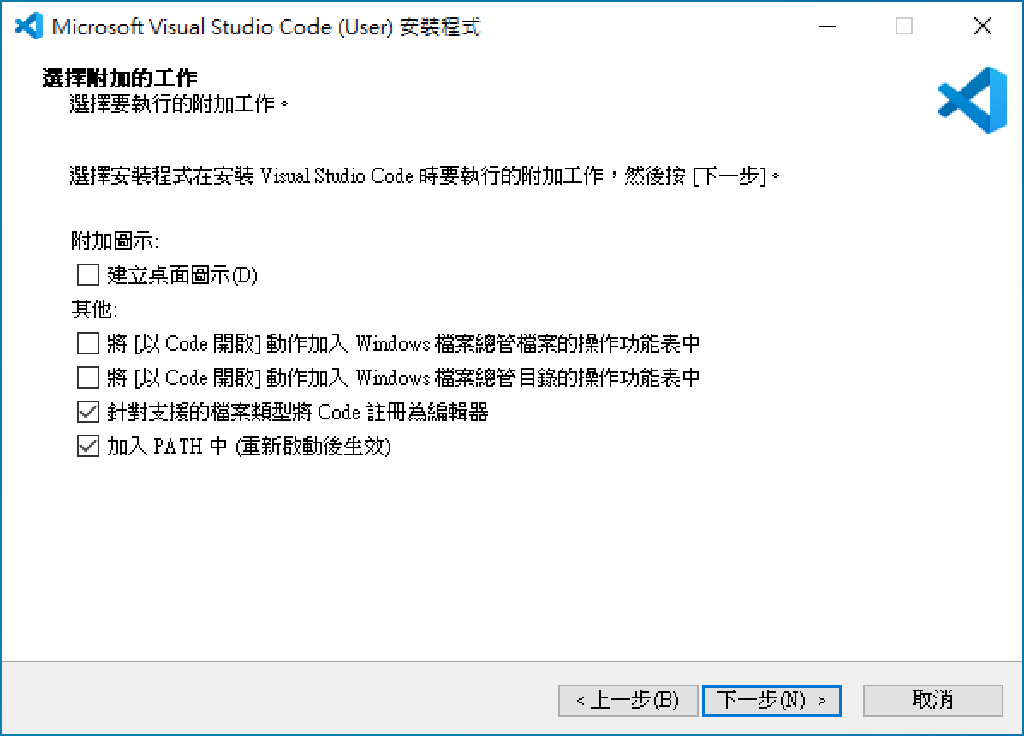 Microsoft Visual Studio Code (User) 安裝程式
選擇附加的工作
選擇要執行的附加工作。
選擇安裝程式在安裝 Visual Studio Code 時要執行的附加工作，然後按 [下一步]。
附加圖示:
建立桌面圖示(D)
其他:
將 [以 Code 開啟] 動作加入 Windows 檔案總管檔案的操作功能表中
將 [以 Code 開啟] 動作加入 Windows 檔案總管目錄的操作功能表中
針對支援的檔案類型將 Code 註冊為編輯器
加入 PATH 中 (重新啟動後生效)
< 上一步(B) 下一步(N) > 取消